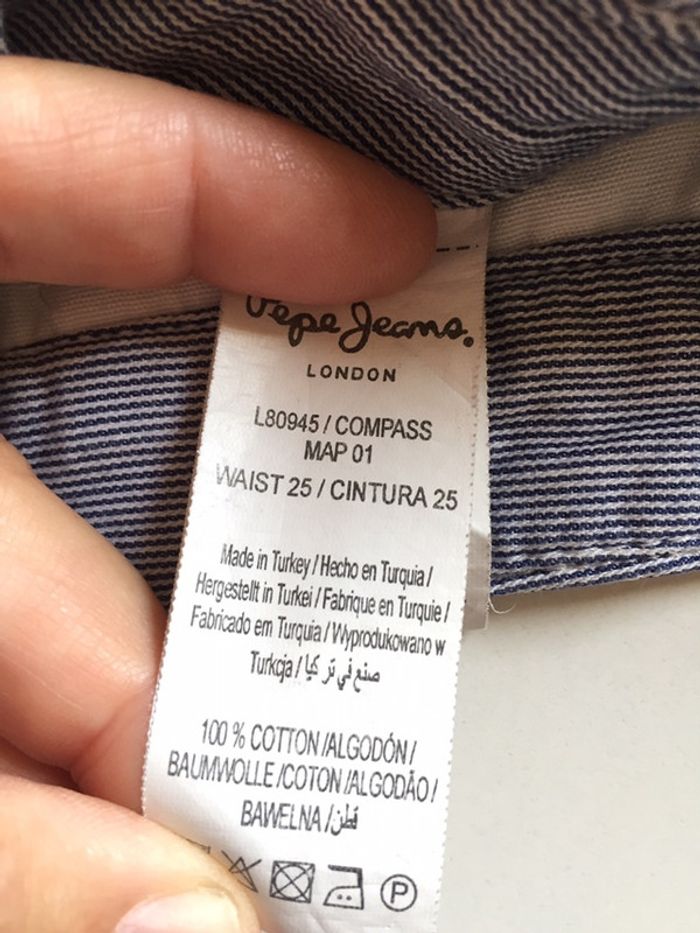 Pepe Jeans.
LONDON
L80945 / COMPASS
MAP 01
WAIST 25 / CINTURA 25
Made in Turkey / Hecho en Turquia /
Hergestellt in Turkei / Fabrique en Turquie /
Fabricado em Turquia / Wyprodukowano w
Turkcja / صنع في تركيا
100 % COTTON /ALGODÓN /
BAUMWOLLE /COTON /ALGODÃO /
BAWELNA / قطن
P